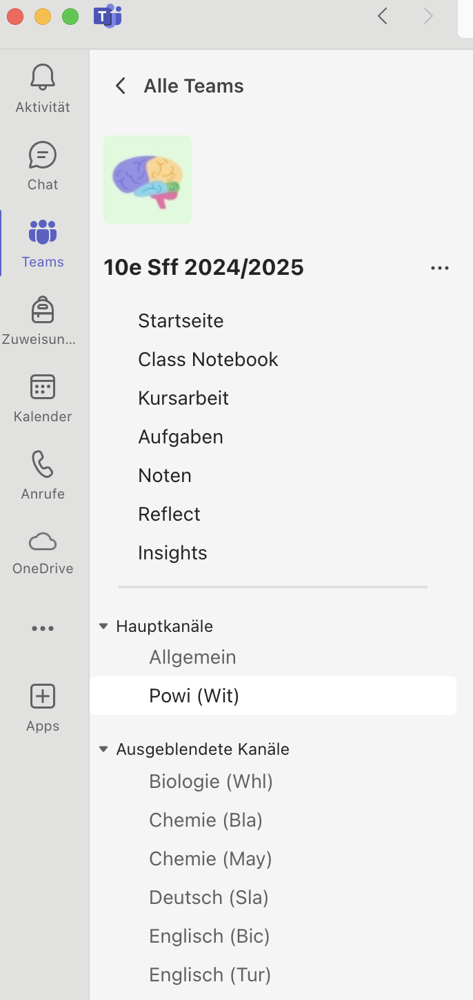 T
Aktivität
Chat
Teams
Zuweisun...
Kalender
Anrufe
OneDrive
Apps
Alle Teams
10e Sff 2024/2025
Startseite
Class Notebook
Kursarbeit
Aufgaben
Noten
Reflect
Insights
Hauptkanäle
Allgemein
Powi (Wit)
Ausgeblendete Kanäle
Biologie (Whl)
Chemie (Bla)
Chemie (May)
Deutsch (Sla)
Englisch (Bic)
Englisch (Tur)